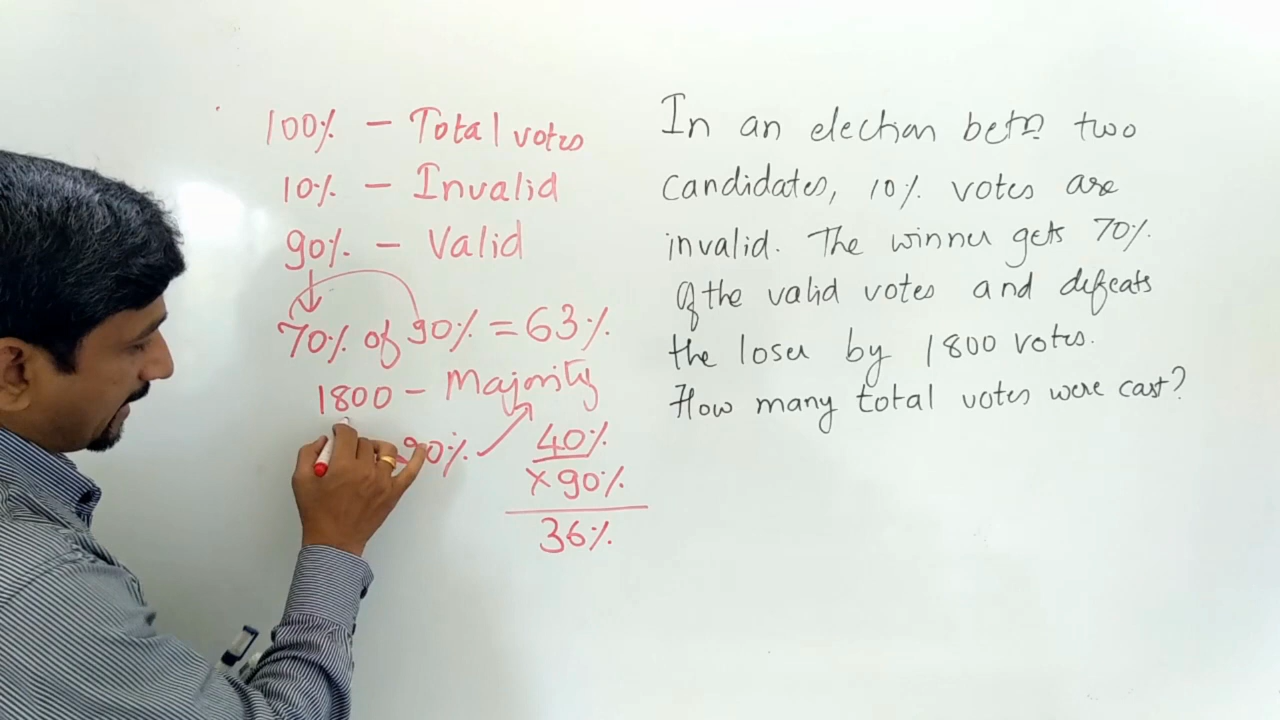 100% - Total votes
10% - Invalid
90% - Valid
70% of 90% = 63%
1800 - Majority
90%
40%
× 90%
36%
In an election betn two
candidates, 10% votes are
invalid. The winner gets 70%.
Of the valid votes and defeats
the loser by 1800 votes.
How many total votes were cast?